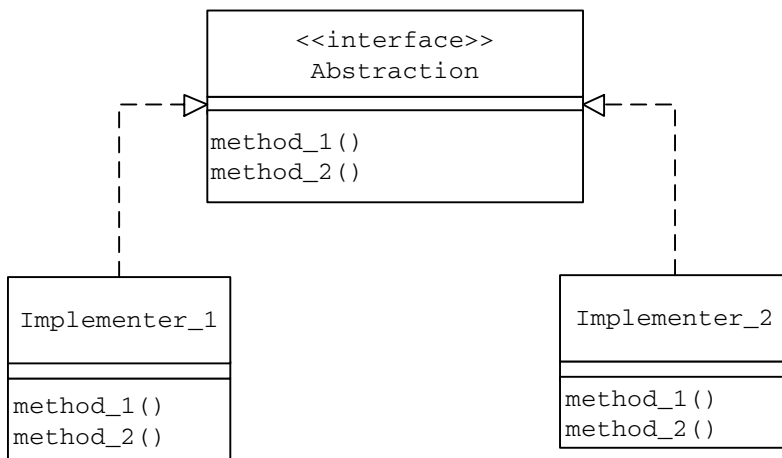 <<interface>>
Abstraction
method_1()
method_2()
Implementer_1
method_1()
method_2()
Implementer_2
method_1()
method_2()